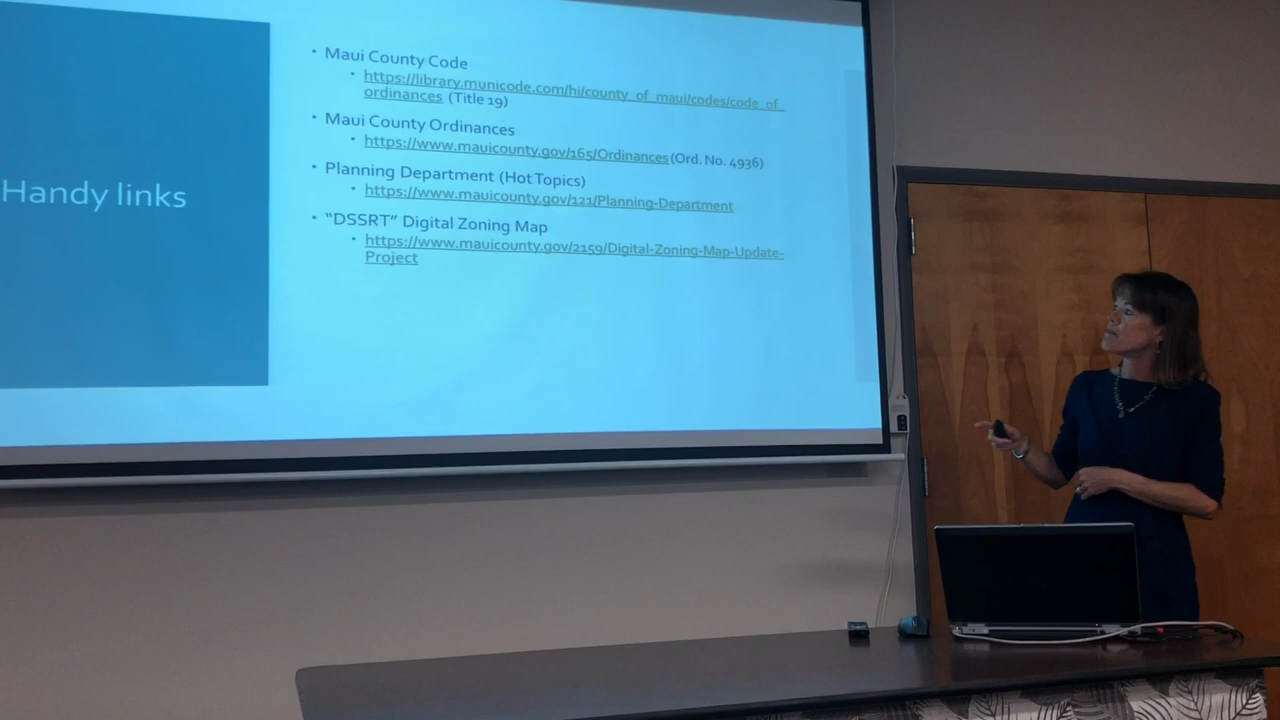 Handy links
• Maui County Code
• https://library.municode.com/hi/county_of_maui/codes/code_of_
ordinances (Title 19)
• Maui County Ordinances
• https://www.mauicounty.gov/165/Ordinances (Ord. No. 4936)
• Planning Department (Hot Topics)
• https://www.mauicounty.gov/121/Planning-Department
• “DSSRT” Digital Zoning Map
• https://www.mauicounty.gov/2159/Digital-Zoning-Map-Update-
Project